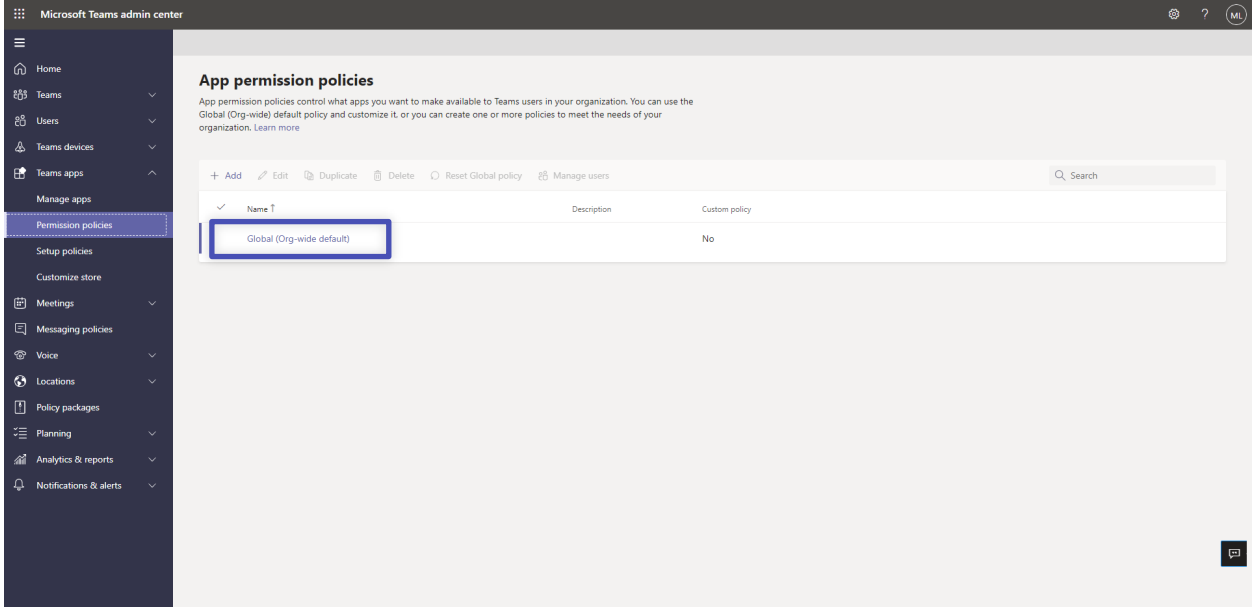 Microsoft Teams admin center
? ML
Home
Teams
Users
Teams devices
Teams apps
Manage apps
Permission policies
Setup policies
Customize store
Meetings
Messaging policies
Voice
Locations
Policy packages
Planning
Analytics & reports
Notifications & alerts
App permission policies
App permission policies control what apps you want to make available to Teams users in your organization. You can use the
Global (Org-wide) default policy and customize it, or you can create one or more policies to meet the needs of your
organization. Learn more
+ Add Edit Duplicate Delete Reset Global policy Manage users Search
Name ↑ Description Custom policy
Global (Org-wide default) No